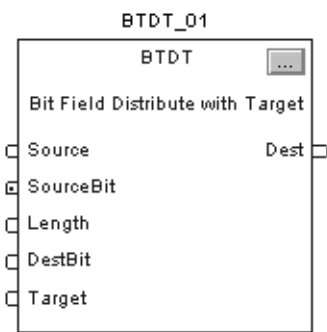 BTDT_01
BTDT
...
Bit Field Distribute with Target
Source Dest
SourceBit
Length
DestBit
Target